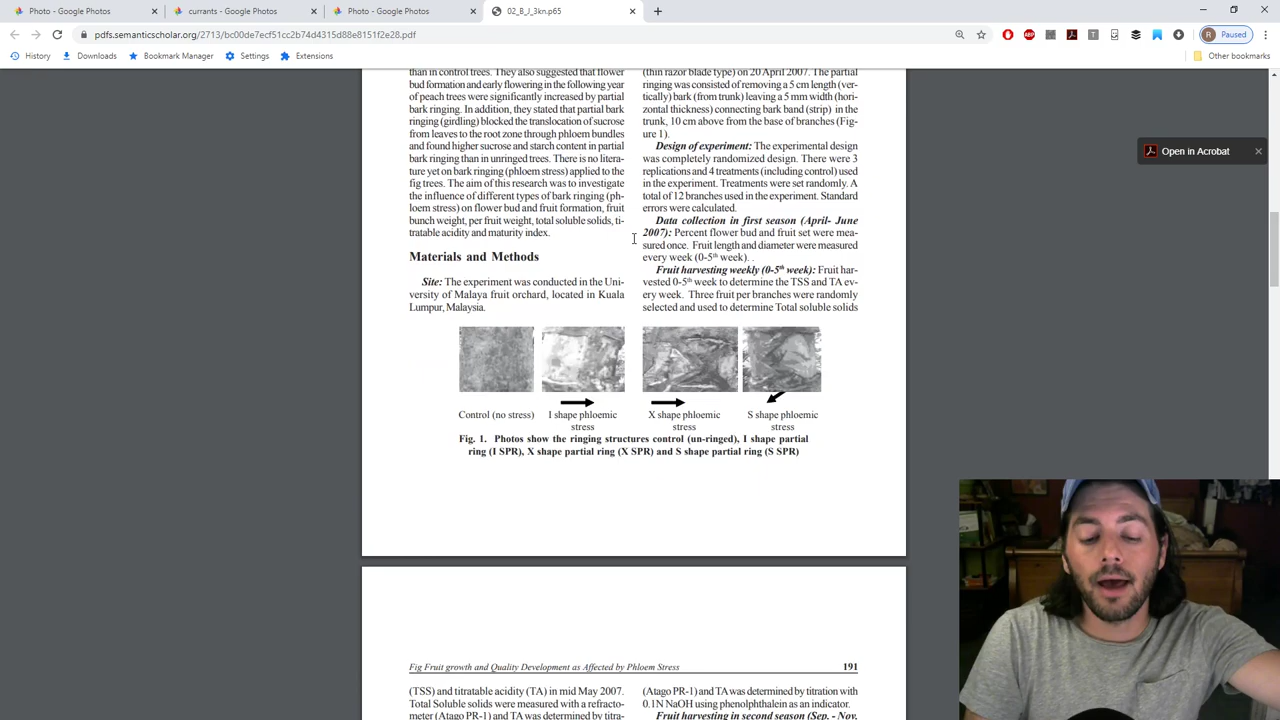 Photo - Google Photos
currants - Google Photos
Photo - Google Photos
02_B_J_3kn.p65
pdfs.semanticscholar.org/2713/bc00de7ecf51cc2b74d4315d88e8151f2e28.pdf
Paused
History
Downloads
Bookmark Manager
Settings
Extensions
Other bookmarks
Open in Acrobat
than in control trees. They also suggested that flower
bud formation and early flowering in the following year
of peach trees were significantly increased by partial
bark ringing. In addition, they stated that partial bark
ringing (girdling) blocked the translocation of sucrose
from leaves to the root zone through phloem bundles
and found higher sucrose and starch content in partial
bark ringing than in unringed trees. There is no litera-
ture yet on bark ringing (phloem stress) applied to the
fig trees. The aim of this research was to investigate
the influence of different types of bark ringing (ph-
loem stress) on flower bud and fruit formation, fruit
bunch weight, per fruit weight, total soluble solids, ti-
tratable acidity and maturity index.
Materials and Methods
Site: The experiment was conducted in the Uni-
versity of Malaya fruit orchard, located in Kuala
Lumpur, Malaysia.
(thin razor blade type) on 20 April 2007. The partial
ringing was consisted of removing a 5 cm length (ver-
tically) bark (from trunk) leaving a 5 mm width (hori-
zontal thickness) connecting bark band (strip) in the
trunk, 10 cm above from the base of branches (Fig-
ure 1).
Design of experiment: The experimental design
was completely randomized design. There were 3
replications and 4 treatments (including control) used
in the experiment. Treatments were set randomly. A
total of 12 branches used in the experiment. Standard
errors were calculated.
Data collection in first season (April- June
2007): Percent flower bud and fruit set were mea-
sured once. Fruit length and diameter were measured
every week (0-5th week). .
Fruit harvesting weekly (0-5th week): Fruit har-
vested 0-5th week to determine the TSS and TA ev-
ery week. Three fruit per branches were randomly
selected and used to determine Total soluble solids
Control (no stress)
I shape phloemic
stress
X shape phloemic
stress
S shape phloemic
stress
Fig. 1. Photos show the ringing structures control (un-ringed), I shape partial
ring (I SPR), X shape partial ring (X SPR) and S shape partial ring (S SPR)
Fig Fruit growth and Quality Development as Affected by Phloem Stress
191
(TSS) and titratable acidity (TA) in mid May 2007.
Total Soluble solids were measured with a refracto-
meter (Atago PR-1) and TA was determined by titra-
(Atago PR-1) and TA was determined by titration with
0.1N NaOH using phenolphthalein as an indicator.
Fruit harvesting in second season (Sep. - Nov,